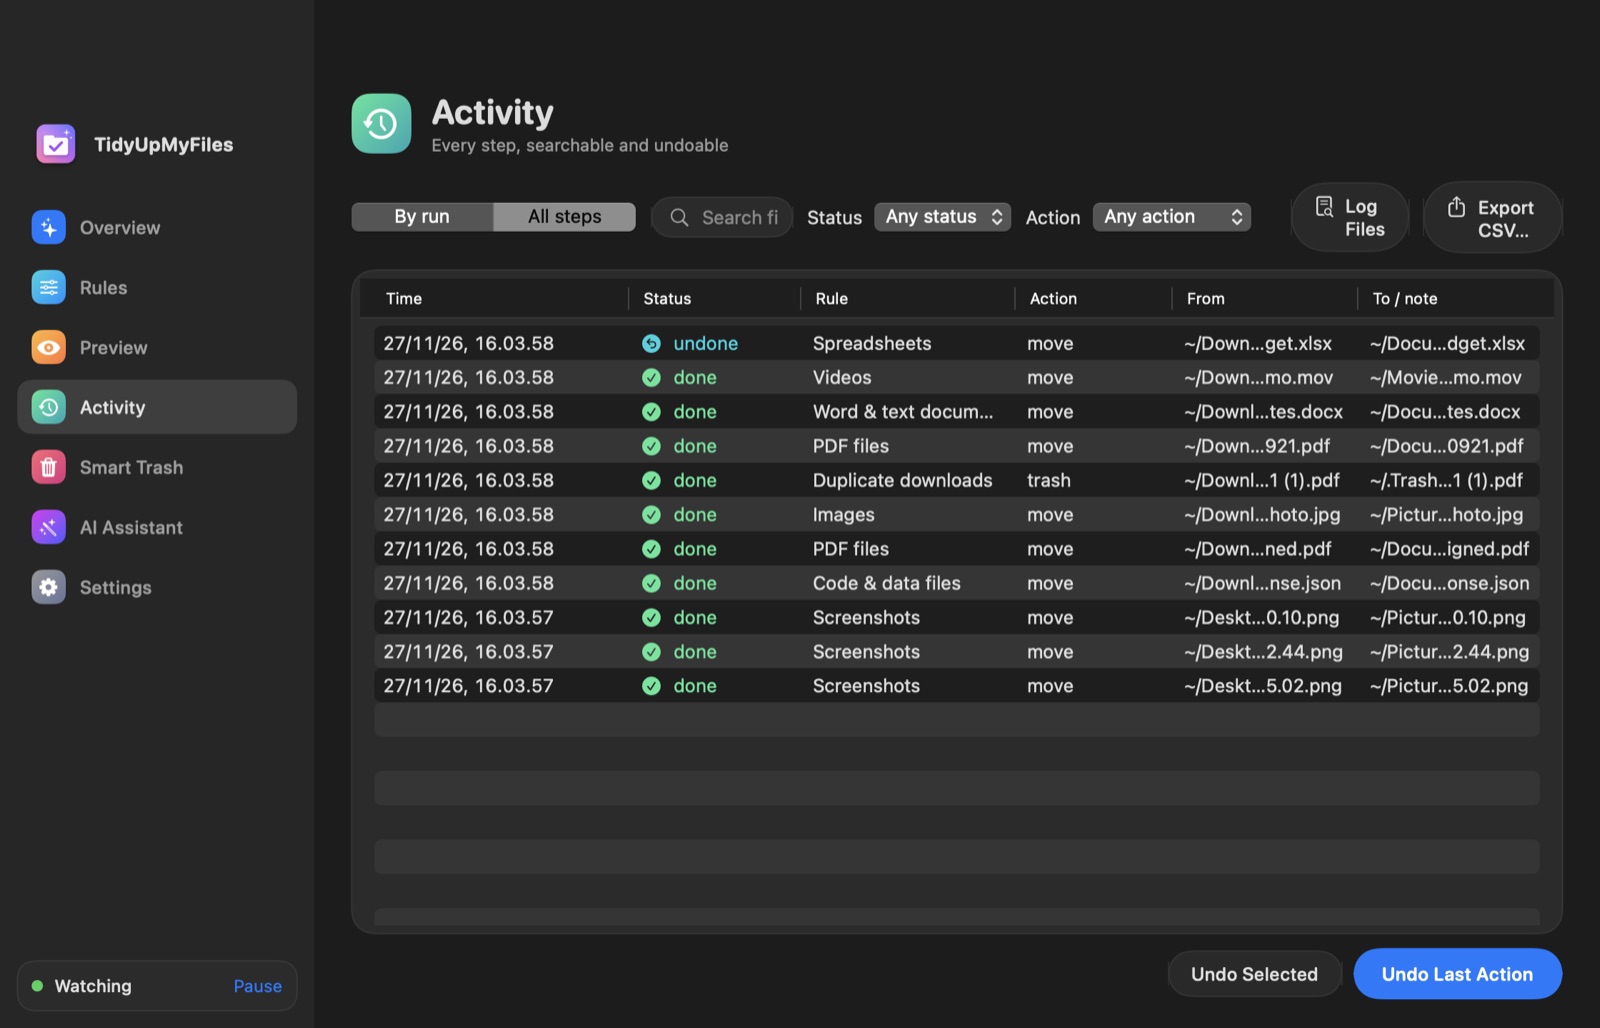 TidyUpMyFiles
Overview
Rules
Preview
Activity
Smart Trash
AI Assistant
Settings
Watching Pause
Activity
Every step, searchable and undoable
By run All steps Search fi Status Any status Action Any action
Log
Files
Export
CSV...
Time Status Rule Action From To / note
27/11/26, 16.03.58 undone Spreadsheets move ~/Down...get.xlsx ~/Docu...dget.xlsx
27/11/26, 16.03.58 done Videos move ~/Down...mo.mov ~/Movie...mo.mov
27/11/26, 16.03.58 done Word & text docum... move ~/Downl...tes.docx ~/Docu...tes.docx
27/11/26, 16.03.58 done PDF files move ~/Down...921.pdf ~/Docu...0921.pdf
27/11/26, 16.03.58 done Duplicate downloads trash ~/Downl...1 (1).pdf ~/.Trash...1 (1).pdf
27/11/26, 16.03.58 done Images move ~/Downl...hoto.jpg ~/Pictur...hoto.jpg
27/11/26, 16.03.58 done PDF files move ~/Down...ned.pdf ~/Docu...igned.pdf
27/11/26, 16.03.58 done Code & data files move ~/Downl...nse.json ~/Docu...onse.json
27/11/26, 16.03.57 done Screenshots move ~/Deskt...0.10.png ~/Pictur...0.10.png
27/11/26, 16.03.57 done Screenshots move ~/Deskt...2.44.png ~/Pictur...2.44.png
27/11/26, 16.03.57 done Screenshots move ~/Deskt...5.02.png ~/Pictur...5.02.png
Undo Selected Undo Last Action